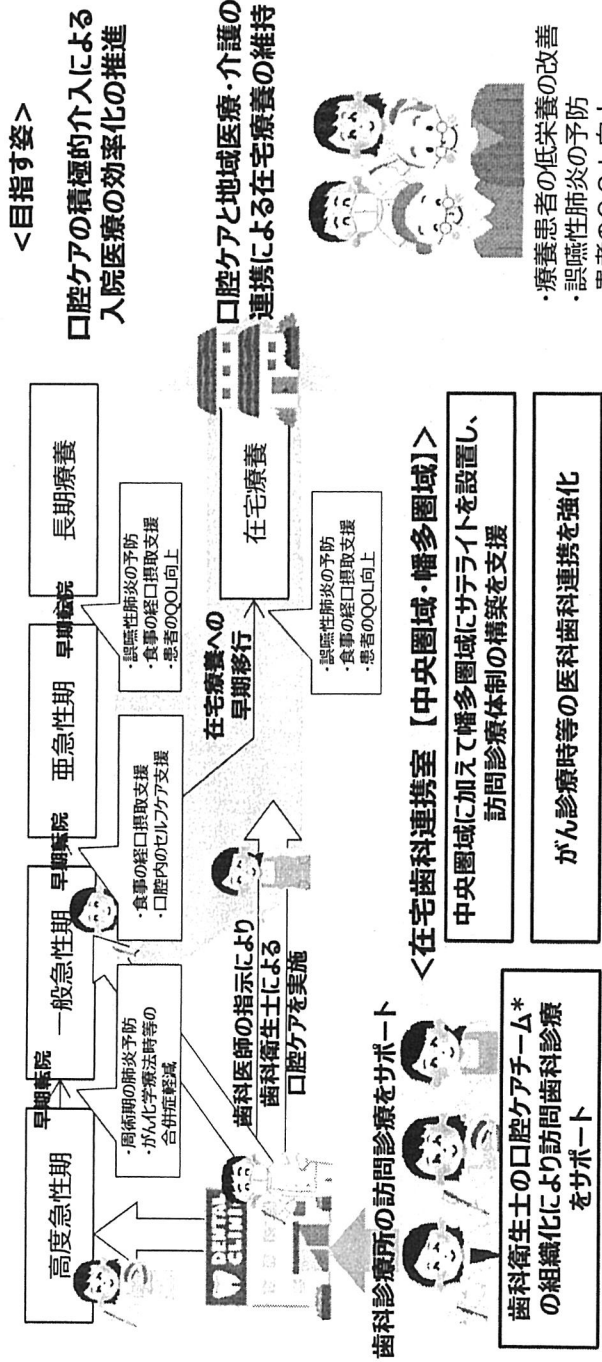 <目指す姿>
口腔ケアの積極的介入による
入院医療の効率化の推進
口腔ケアと地域医療・介護の
連携による在宅療養の維持
・療養患者の低栄養の改善
・誤嚥性肺炎の予防
・患者のQOL向上
高度急性期
早期転院
一般急性期
早期転院
亜急性期
早期転院
長期療養
・周術期の肺炎予防
・がん化学療法時等の
合併症軽減
・食事の経口摂取支援
・口腔内のセルフケア支援
・誤嚥性肺炎の予防
・食事の経口摂取支援
・患者のQOL向上
在宅療養への
早期移行
在宅療養
・誤嚥性肺炎の予防
・食事の経口摂取支援
・患者のQOL向上
DENTAL
CLINIC
歯科医師の指示により
歯科衛生士による
口腔ケアを実施
歯科診療所の訪問診療をサポート
歯科衛生士の口腔ケアチーム*
の組織化により訪問歯科診療
をサポート
<在宅歯科連携室 【中央圏域・幡多圏域】>
中央圏域に加えて幡多圏域にサテライトを設置し、
訪問診療体制の構築を支援
がん診療時等の医科歯科連携を強化